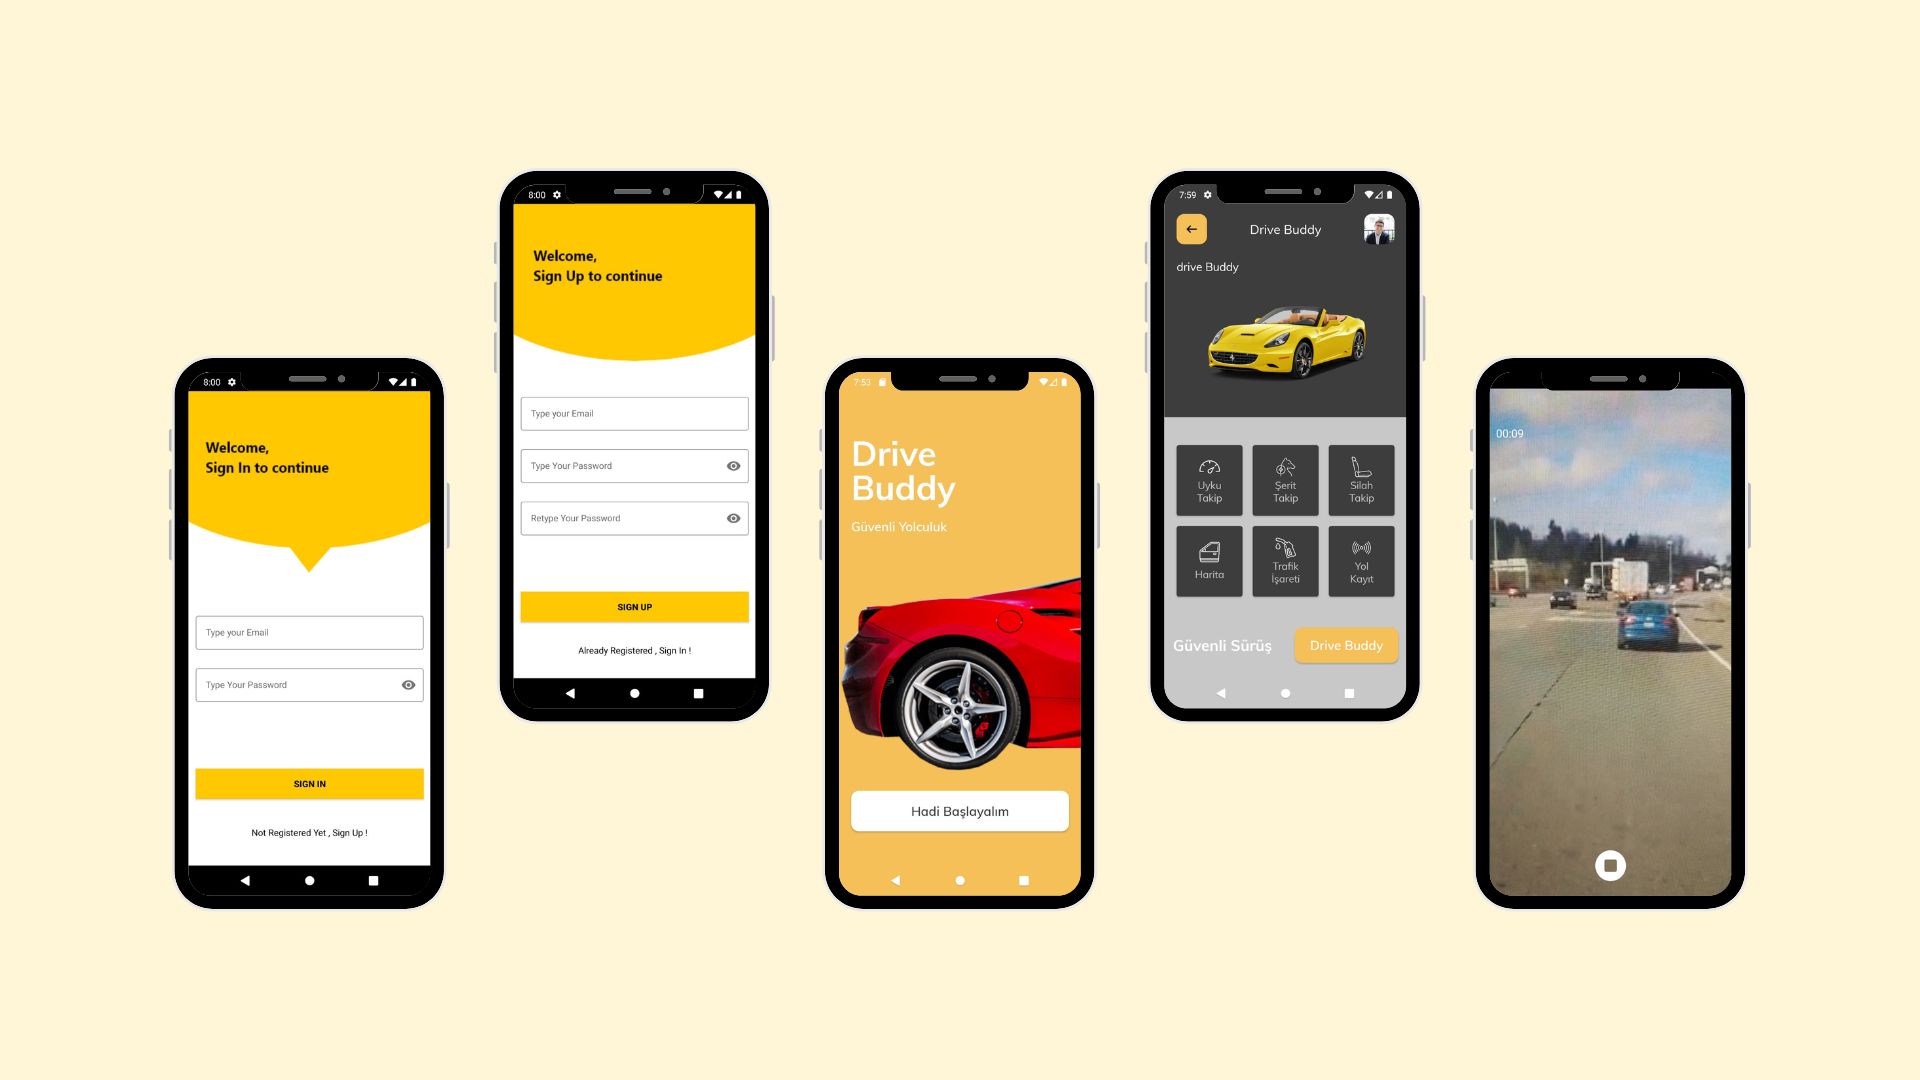 8:00
Welcome,
Sign In to continue
Type your Email
Type Your Password
SIGN IN
Not Registered Yet , Sign Up !
8:00
Welcome,
Sign Up to continue
Type your Email
Type Your Password
Retype Your Password
SIGN UP
Already Registered , Sign In !
7:53
Drive
Buddy
Güvenli Yolculuk
Hadi Başlayalım
7:59
Drive Buddy
drive Buddy
Uyku
Takip
Şerit
Takip
Silah
Takip
Harita
Trafik
İşareti
Yol
Kayıt
Güvenli Sürüş
Drive Buddy
00:09